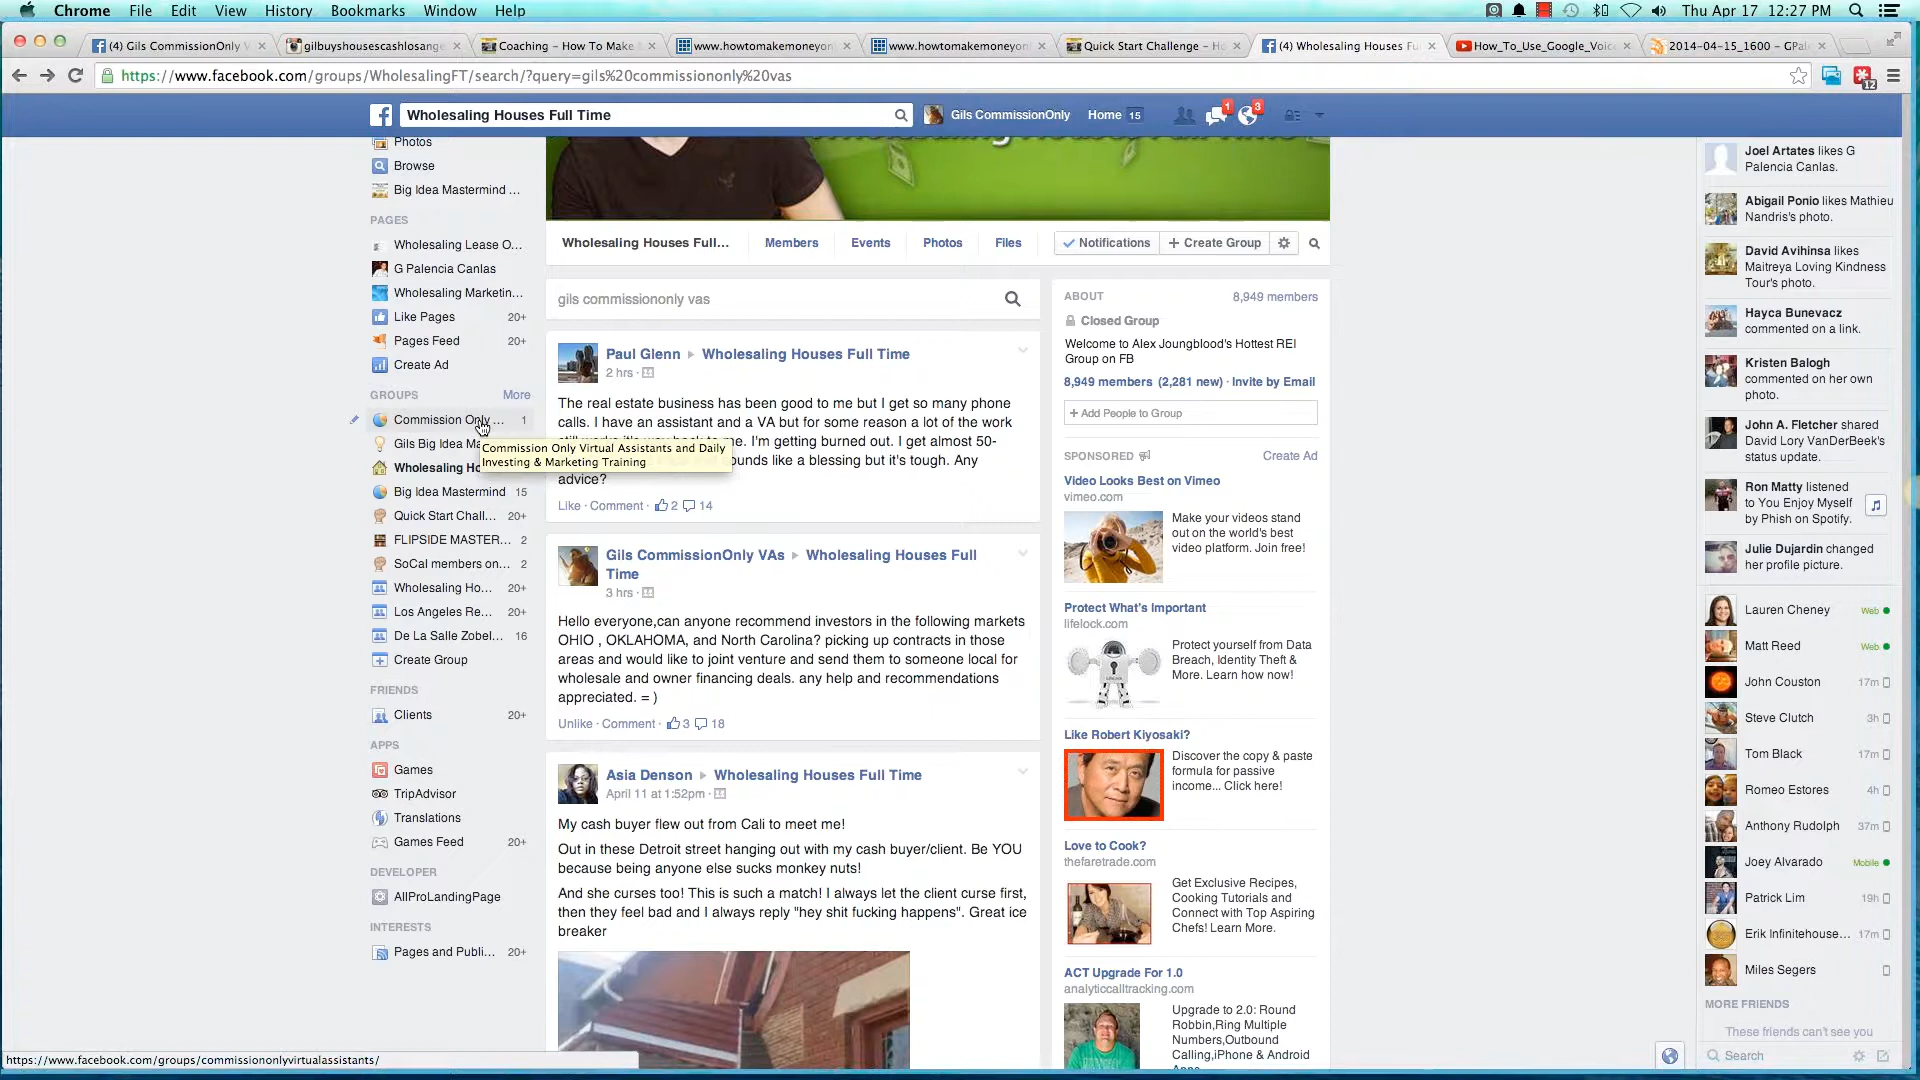 Chrome File Edit View History Bookmarks Window Help
Thu Apr 17 12:27 PM
(4) Gils CommissionOnly V
gilbuyshousescashlosange
Coaching – How To Make
www.howtomakemoneyon
www.howtomakemoneyon
Quick Start Challenge – Ho
(4) Wholesaling Houses Fu
How_To_Use_Google_Voice
2014-04-15_1600 – GPale
https://www.facebook.com/groups/WholesalingFT/search/?query=gils%20commissiononly%20vas
12
Wholesaling Houses Full Time
Gils CommissionOnly
Home 15
1
3
Photos
Browse
Big Idea Mastermind ...
PAGES
Wholesaling Lease O...
G Palencia Canlas
Wholesaling Marketin...
Like Pages 20+
Pages Feed 20+
Create Ad
GROUPS More
Commission Only ... 1
Gils Big Idea Ma
Wholesaling Ho
Big Idea Mastermind 15
Quick Start Chall... 20+
FLIPSIDE MASTER... 2
SoCal members on... 2
Wholesaling Ho... 20+
Los Angeles Re... 20+
De La Salle Zobel... 16
Create Group
FRIENDS
Clients 20+
APPS
Games
TripAdvisor
Translations
Games Feed 20+
DEVELOPER
AllProLandingPage
INTERESTS
Pages and Publi... 20+
https://www.facebook.com/groups/commissiononlyvirtualassistants/
Commission Only Virtual Assistants and Daily
Investing & Marketing Training
Wholesaling Houses Full... Members Events Photos Files
Notifications + Create Group
gils commissiononly vas
Paul Glenn ▸ Wholesaling Houses Full Time
2 hrs ·
The real estate business has been good to me but I get so many phone
calls. I have an assistant and a VA but for some reason a lot of the work
me. I'm getting burned out. I get almost 50-
ounds like a blessing but it's tough. Any
advice?
Like · Comment · 2 14
Gils CommissionOnly VAs ▸ Wholesaling Houses Full
Time
3 hrs ·
Hello everyone,can anyone recommend investors in the following markets
OHIO , OKLAHOMA, and North Carolina? picking up contracts in those
areas and would like to joint venture and send them to someone local for
wholesale and owner financing deals. any help and recommendations
appreciated. = )
Unlike · Comment · 3 18
Asia Denson ▸ Wholesaling Houses Full Time
April 11 at 1:52pm ·
My cash buyer flew out from Cali to meet me!
Out in these Detroit street hanging out with my cash buyer/client. Be YOU
because being anyone else sucks monkey nuts!
And she curses too! This is such a match! I always let the client curse first,
then they feel bad and I always reply "hey shit fucking happens". Great ice
breaker
ABOUT 8,949 members
Closed Group
Welcome to Alex Joungblood's Hottest REI
Group on FB
8,949 members (2,281 new) · Invite by Email
+ Add People to Group
SPONSORED Create Ad
Video Looks Best on Vimeo
vimeo.com
Make your videos stand
out on the world's best
video platform. Join free!
Protect What's Important
lifelock.com
Protect yourself from Data
Breach, Identity Theft &
More. Learn how now!
Like Robert Kiyosaki?
Discover the copy & paste
formula for passive
income... Click here!
Love to Cook?
thefaretrade.com
Get Exclusive Recipes,
Cooking Tutorials and
Connect with Top Aspiring
Chefs! Learn More.
ACT Upgrade For 1.0
analyticcalltracking.com
Upgrade to 2.0: Round
Robbin,Ring Multiple
Numbers,Outbound
Calling,iPhone & Android
Joel Artates likes G
Palencia Canlas.
Abigail Ponio likes Mathieu
Nandris's photo.
David Avihinsa likes
Maitreya Loving Kindness
Tour's photo.
Hayca Bunevacz
commented on a link.
Kristen Balogh
commented on her own
photo.
John A. Fletcher shared
David Lory VanDerBeek's
status update.
Ron Matty listened
to You Enjoy Myself
by Phish on Spotify.
Julie Dujardin changed
her profile picture.
Lauren Cheney Web
Matt Reed Web
John Couston 17m
Steve Clutch 3h
Tom Black 17m
Romeo Estores 4h
Anthony Rudolph 37m
Joey Alvarado Mobile
Patrick Lim 19h
Erik Infinitehouse... 17m
Miles Segers
MORE FRIENDS
These friends can't see you
Search